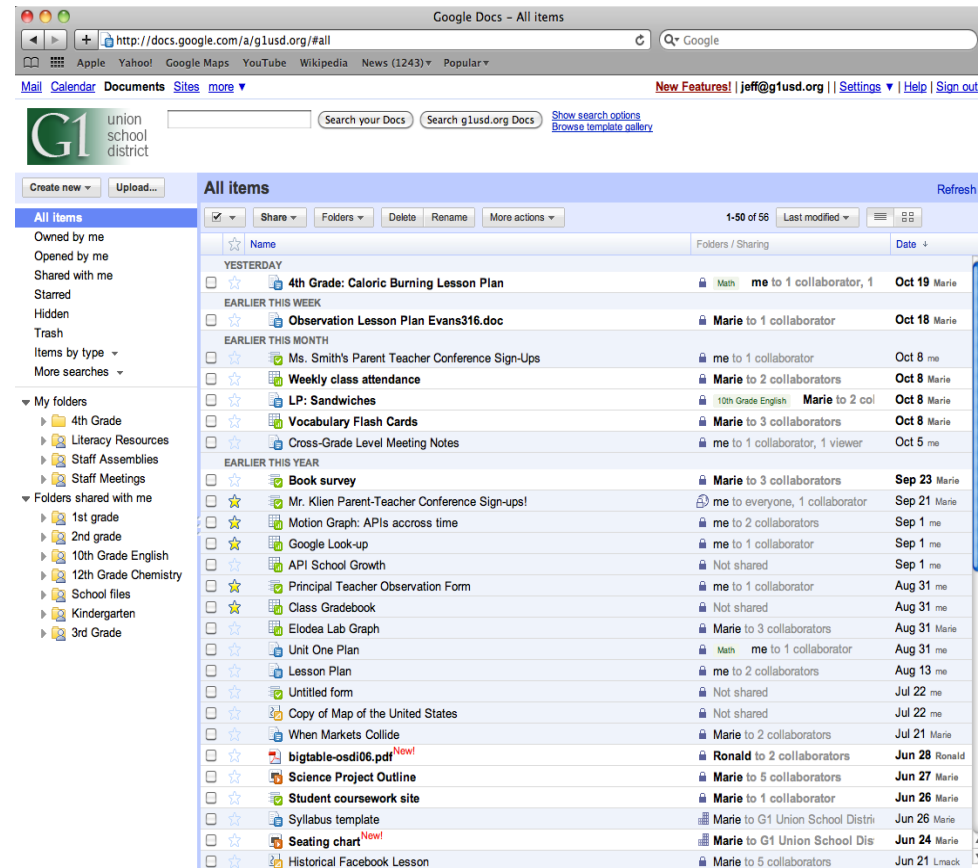 Google Docs – All items
http://docs.google.com/a/g1usd.org/#all Google
Apple Yahoo! Google Maps YouTube Wikipedia News (1243) Popular
Mail Calendar Documents Sites more ▼ New Features! | jeff@g1usd.org | | Settings ▼ | Help | Sign out
G1 union school district
Search your Docs Search g1usd.org Docs Show search options
Browse template gallery
Create new Upload... All items Refresh
All items
Owned by me
Opened by me
Shared with me
Starred
Hidden
Trash
Items by type
More searches
My folders
4th Grade
Literacy Resources
Staff Assemblies
Staff Meetings
Folders shared with me
1st grade
2nd grade
10th Grade English
12th Grade Chemistry
School files
Kindergarten
3rd Grade
Share Folders Delete Rename More actions 1-50 of 56 Last modified
Name Folders / Sharing Date
YESTERDAY
4th Grade: Caloric Burning Lesson Plan Math me to 1 collaborator, 1 Oct 19 Marie
EARLIER THIS WEEK
Observation Lesson Plan Evans316.doc Marie to 1 collaborator Oct 18 Marie
EARLIER THIS MONTH
Ms. Smith's Parent Teacher Conference Sign-Ups me to 1 collaborator Oct 8 me
Weekly class attendance Marie to 2 collaborators Oct 8 Marie
LP: Sandwiches 10th Grade English Marie to 2 col Oct 8 Marie
Vocabulary Flash Cards Marie to 3 collaborators Oct 8 Marie
Cross-Grade Level Meeting Notes me to 1 collaborator, 1 viewer Oct 5 me
EARLIER THIS YEAR
Book survey Marie to 3 collaborators Sep 23 Marie
Mr. Klien Parent-Teacher Conference Sign-ups! me to everyone, 1 collaborator Sep 21 Marie
Motion Graph: APIs accross time me to 2 collaborators Sep 1 me
Google Look-up me to 1 collaborator Sep 1 me
API School Growth Not shared Sep 1 me
Principal Teacher Observation Form me to 1 collaborator Aug 31 me
Class Gradebook Not shared Aug 31 me
Elodea Lab Graph Marie to 3 collaborators Aug 31 Marie
Unit One Plan Math me to 1 collaborator Aug 31 me
Lesson Plan me to 2 collaborators Aug 13 me
Untitled form Not shared Jul 22 me
Copy of Map of the United States Not shared Jul 22 me
When Markets Collide Marie to 2 collaborators Jul 21 Marie
bigtable-osdi06.pdf New! Ronald to 2 collaborators Jun 28 Ronald
Science Project Outline Marie to 5 collaborators Jun 27 Marie
Student coursework site Marie to 1 collaborator Jun 26 Marie
Syllabus template Marie to G1 Union School Distri Jun 26 Marie
Seating chart New! Marie to G1 Union School Dis Jun 24 Marie
Historical Facebook Lesson Marie to 5 collaborators Jun 21 Lmack